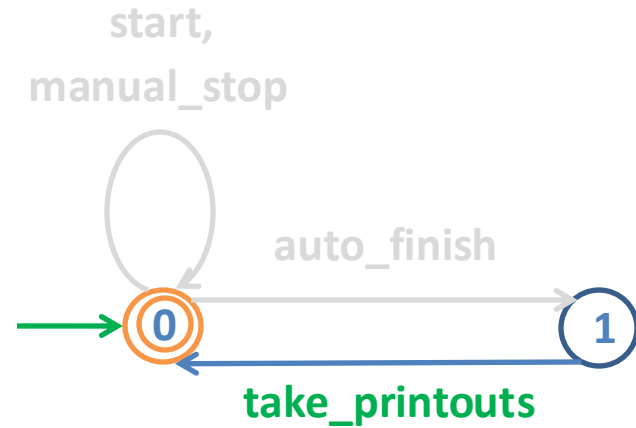 start,
manual_stop
auto_finish
0
1
take_printouts